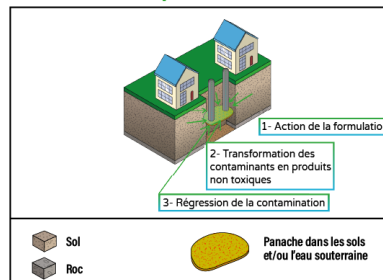 1- Action de la formulation
2- Transformation des
contaminants en produits
non toxiques
3- Régression de la contamination
Sol
Roc
Panache dans les sols
et/ou l'eau souterraine